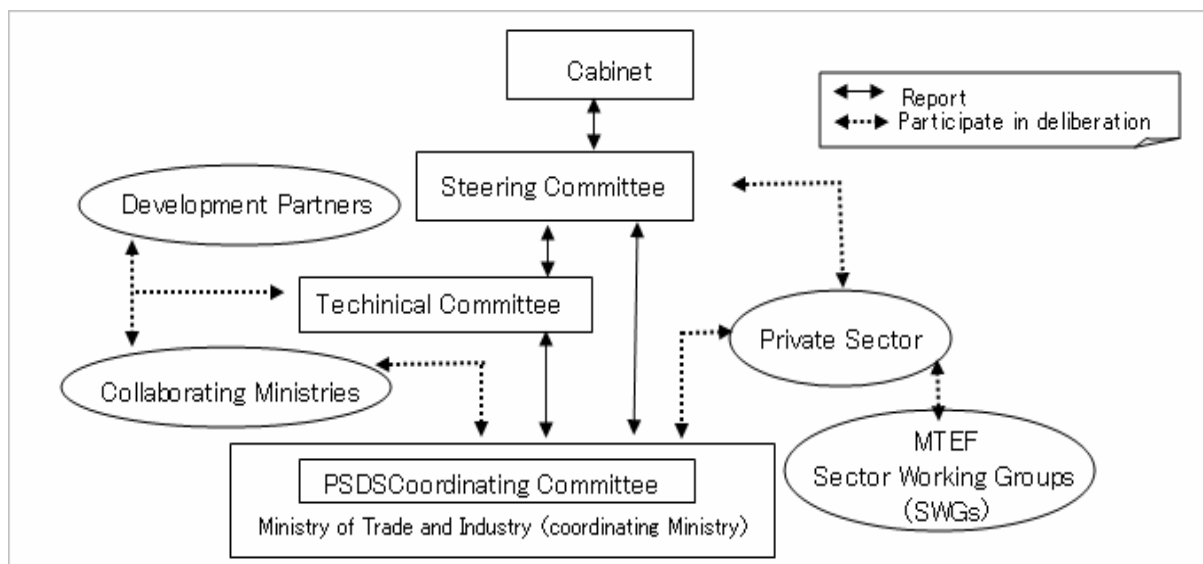 Cabinet
Report
Participate in deliberation
Steering Committee
Development Partners
Techinical Committee
Private Sector
Collaborating Ministries
MTEF
Sector Working Groups
(SWGs)
PSDSCoordinating Committee
Ministry of Trade and Industry (coordinating Ministry)